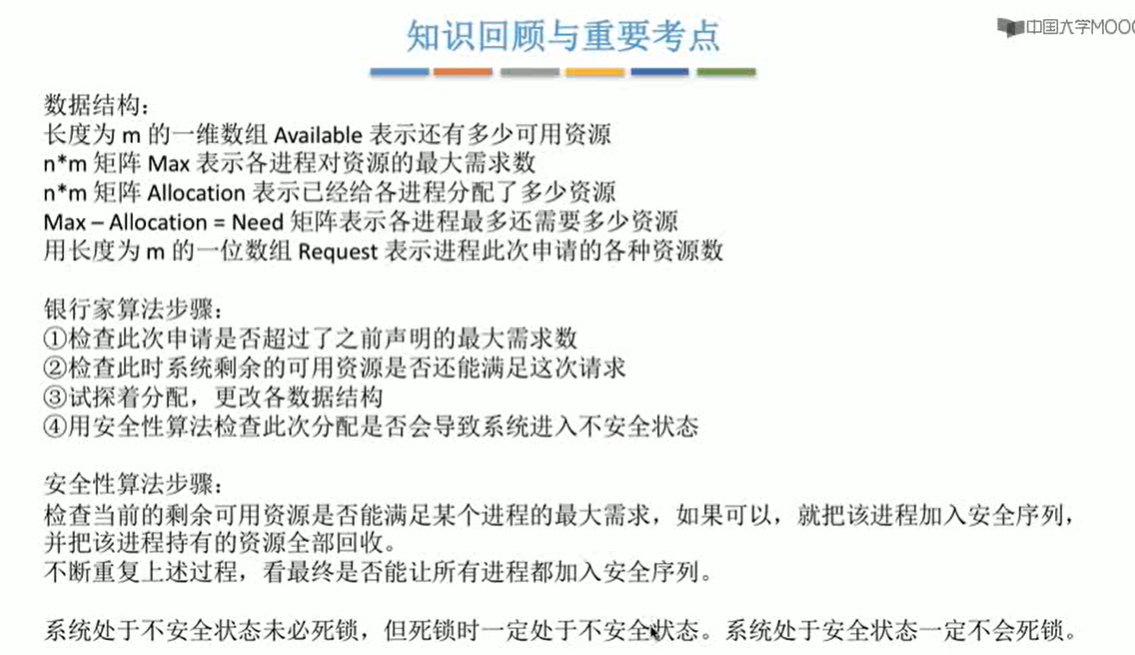 知识回顾与重要考点
中国大学MOOC
数据结构：
长度为 m 的一维数组 Available 表示还有多少可用资源
n*m 矩阵 Max 表示各进程对资源的最大需求数
n*m 矩阵 Allocation 表示已经给各进程分配了多少资源
Max – Allocation = Need 矩阵表示各进程最多还需要多少资源
用长度为 m 的一位数组 Request 表示进程此次申请的各种资源数
银行家算法步骤：
①检查此次申请是否超过了之前声明的最大需求数
②检查此时系统剩余的可用资源是否还能满足这次请求
③试探着分配，更改各数据结构
④用安全性算法检查此次分配是否会导致系统进入不安全状态
安全性算法步骤：
检查当前的剩余可用资源是否能满足某个进程的最大需求，如果可以，就把该进程加入安全序列，
并把该进程持有的资源全部回收。
不断重复上述过程，看最终是否能让所有进程都加入安全序列。
系统处于不安全状态未必死锁，但死锁时一定处于不安全状态。系统处于安全状态一定不会死锁。